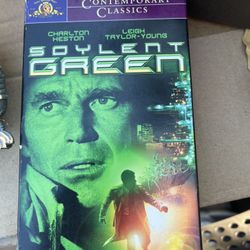 CONTEMPORARY
CLASSICS
CHARLTON HESTON
LEIGH TAYLOR-YOUNG
SOYLENT
GREEN